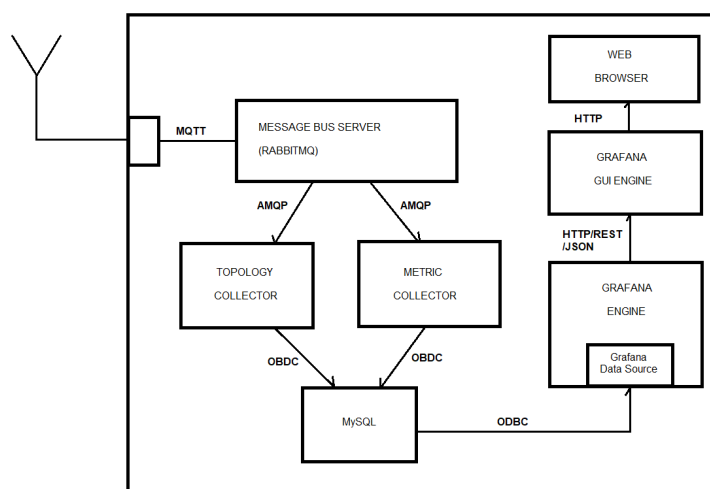 WEB
BROWSER
HTTP
MQTT
MESSAGE BUS SERVER
(RABBITMQ)
GRAFANA
GUI ENGINE
AMQP
AMQP
HTTP/REST
/JSON
TOPOLOGY
COLLECTOR
METRIC
COLLECTOR
GRAFANA
ENGINE
Grafana
Data Source
OBDC
OBDC
MySQL
ODBC